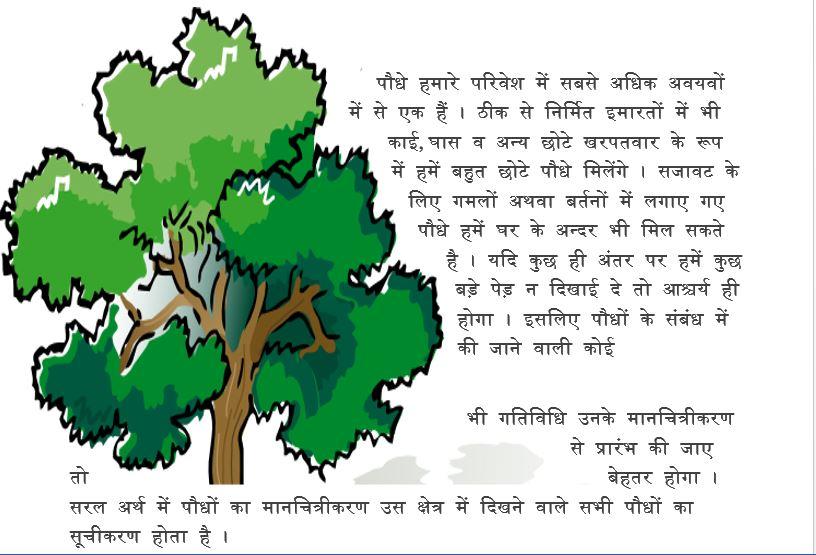 पौधे हमारे परिवेश में सबसे अधिक अवयवों
में से एक हैं । ठीक से निर्मित इमारतों में भी
काई, घास व अन्य छोटे खरपतवार के रूप
में हमें बहुत छोटे पौधे मिलेंगे । सजावट के
लिए गमलों अथवा बर्तनों में लगाए गए
पौधे हमें घर के अन्दर भी मिल सकते
है । यदि कुछ ही अंतर पर हमें कुछ
बड़े पेड़ न दिखाई दे तो आश्चर्य ही
होगा । इसलिए पौधों के संबंध में
की जाने वाली कोई
भी गतिविधि उनके मानचित्रीकरण
से प्रारंभ की जाए
तो बेहतर होगा ।
सरल अर्थ में पौधों का मानचित्रीकरण उस क्षेत्र में दिखने वाले सभी पौधों का
सूचीकरण होता है ।